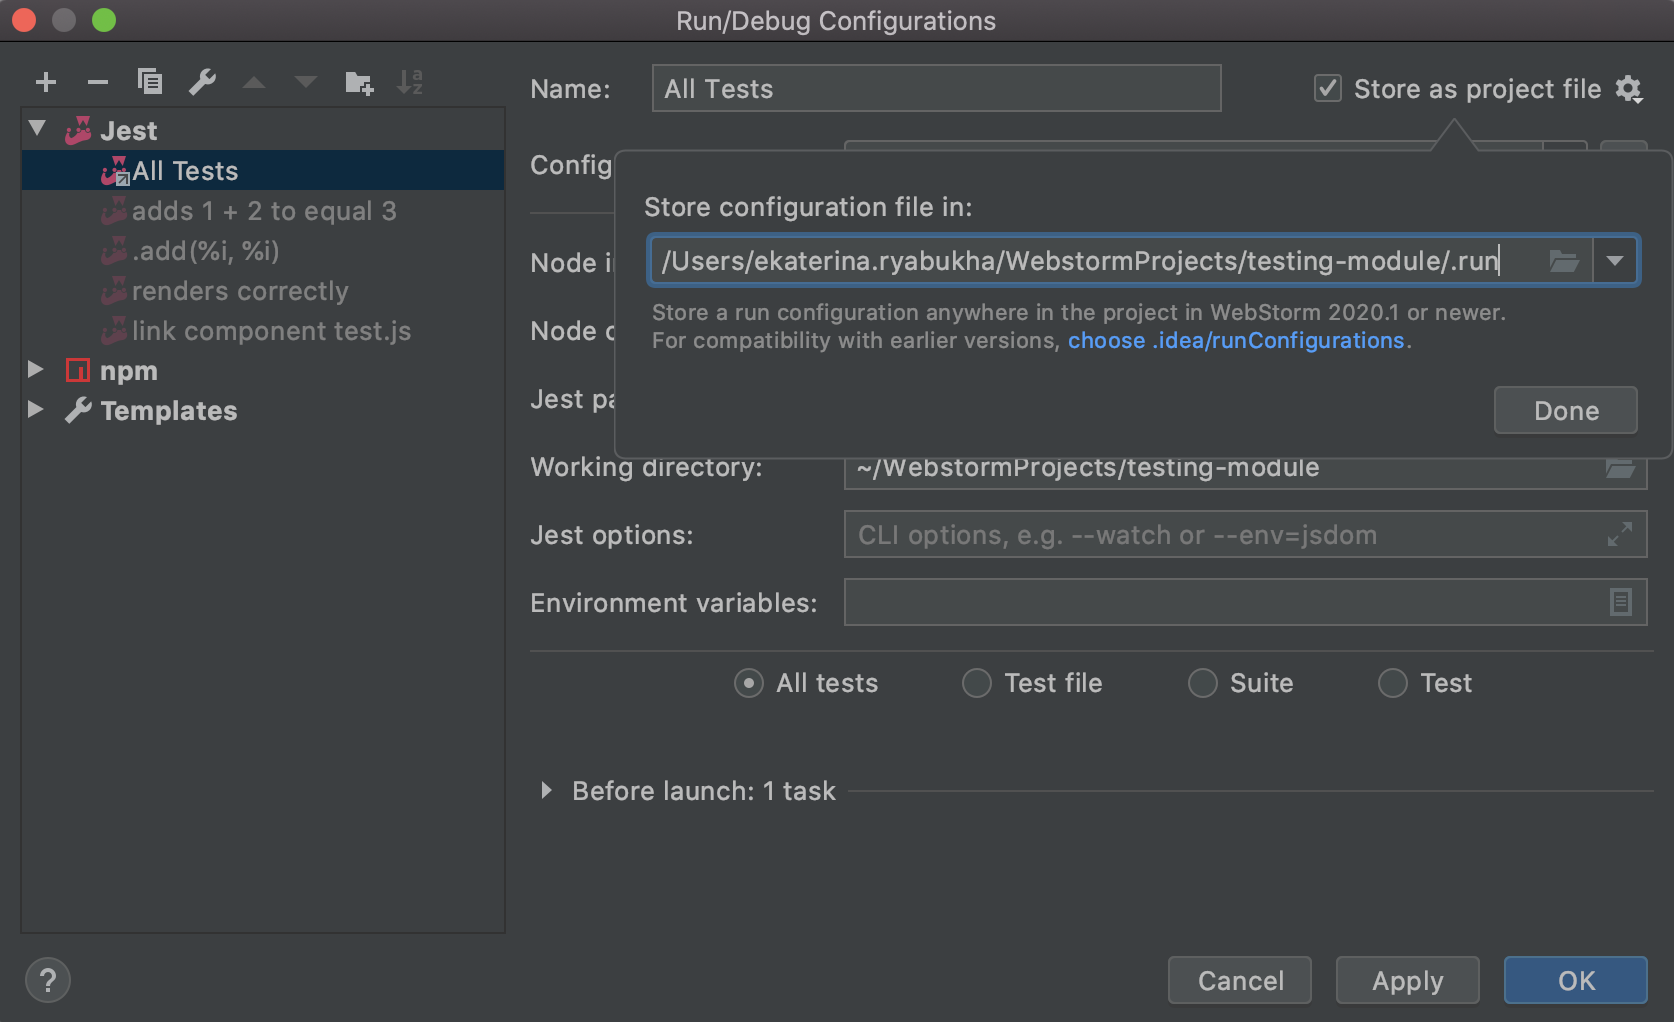 Run/Debug Configurations
Name:
All Tests
Store as project file
Jest
All Tests
adds 1 + 2 to equal 3
.add(%i, %i)
renders correctly
link component test.js
npm
Templates
Config
Store configuration file in:
Node
/Users/ekaterina.ryabukha/WebstormProjects/testing-module/.run
Store a run configuration anywhere in the project in WebStorm 2020.1 or newer.
Node
For compatibility with earlier versions, choose .idea/runConfigurations.
Jest
Done
Working directory:
~/WebstormProjects/testing-module
Jest options:
CLI options, e.g. --watch or --env=jsdom
Environment variables:
All tests
Test file
Suite
Test
Before launch: 1 task
?
Cancel
Apply
OK